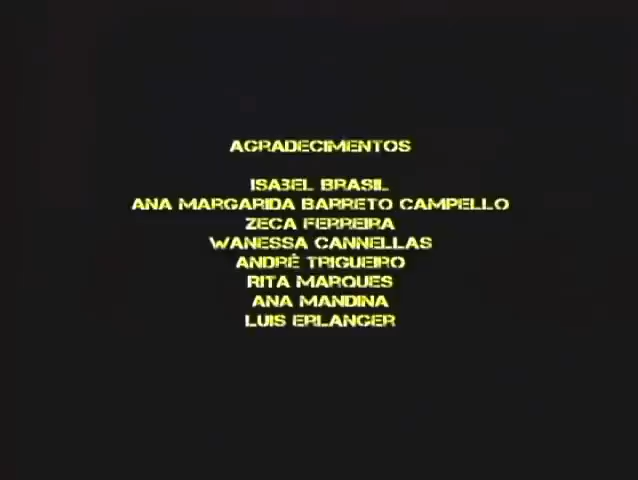 AGRADECIMENTOS
ISABEL BRASIL
ANA MARGARIDA BARRETO CAMPELLO
ZECA FERREIRA
WANESSA CANNELLAS
ANDRÉ TRIGUEIRO
RITA MARQUES
ANA MANDINA
LUIS ERLANGER